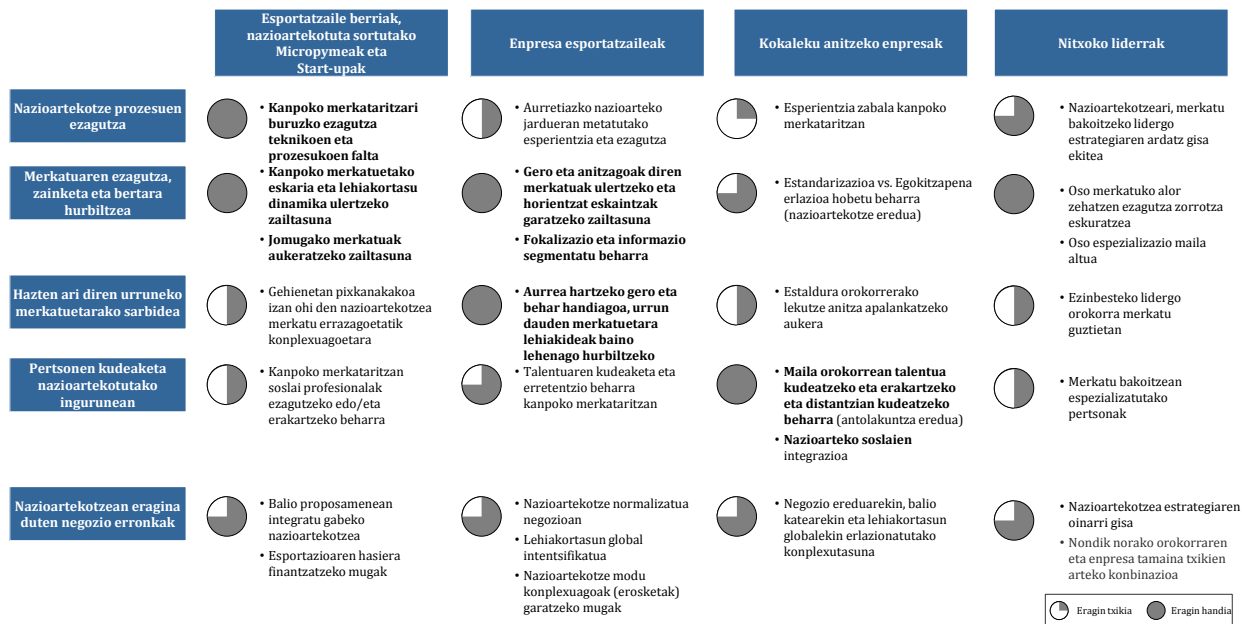 Esportatzaile berriak,
nazioartekotuta sortutako
Micropymeak eta
Start-upak
Enpresa esportatzaileak
Kokaleku anitzeko enpresak
Nitxoko liderrak
Nazioartekotze prozesuen
ezagutza
• Kanpoko merkataritzari
buruzko ezagutza
teknikoen eta
prozesukoen falta
• Aurretiazko nazioarteko
jardueran metatutako
esperientzia eta ezagutza
• Esperientzia zabala kanpoko
merkataritzan
• Nazioartekotzeari, merkatu
bakoitzeko lidergo
estrategiaren ardatz gisa
ekitea
Merkatuaren ezagutza,
zainketa eta bertara
hurbiltzea
• Kanpoko merkatuetako
eskaria eta lehiakortasu
dinamika ulertzeko
zailtasuna
• Jomugako merkatuak
aukeratzeko zailtasuna
• Gero eta anitzagoak diren
merkatuak ulertzeko eta
horientzat eskaintzak
garatzeko zailtasuna
• Fokalizazio eta informazio
segmentatu beharra
• Estandarizazioa vs. Egokitzapena
erlazioa hobetu beharra
(nazioartekotze eredua)
• Oso merkatuko alor
zehatzen ezagutza zorrotza
eskuratzea
• Oso espezializazio maila
altua
Hazten ari diren urruneko
merkatuetarako sarbidea
• Gehienetan pixkanakakoa
izan ohi den nazioartekotzea
merkatu errazagoetatik
konplexuagoetara
• Aurrea hartzeko gero eta
behar handiagoa, urrun
dauden merkatuetara
lehiakideak baino
lehenago hurbiltzeko
• Estaldura orokorrerako
lekutze anitza apalankatzeko
aukera
• Ezinbesteko lidergo
orokorra merkatu
guztietan
Pertsonen kudeaketa
nazioartekotutako
ingurunean
• Kanpoko merkataritzan
soslai profesionalak
ezagutzeko edo/eta
erakartzeko beharra
• Talentuaren kudeaketa eta
erretentzio beharra
kanpoko merkataritzan
• Maila orokorrean talentua
kudeatzeko eta erakartzeko
eta distantzian kudeatzeko
beharra (antolakuntza eredua)
• Nazioarteko soslaien
integrazioa
• Merkatu bakoitzean
espezializatutako
pertsonak
Nazioartekotzean eragina
duten negozio erronkak
• Balio proposamenean
integratu gabeko
nazioartekotzea
• Esportazioaren hasiera
finantzatzeko mugak
• Nazioartekotze normalizatua
negozioan
• Lehiakortasun global
intentsifikatua
• Nazioartekotze modu
konplexuagoak (erosketak)
garatzeko mugak
• Negozio ereduarekin, balio
katearekin eta lehiakortasun
globalekin erlazionatutako
konplexutasuna
• Nazioartekotzea estrategiaren
oinarri gisa
• Nondik norako orokorraren
eta enpresa tamaina txikien
arteko konbinazioa
Eragin txikia
Eragin handia